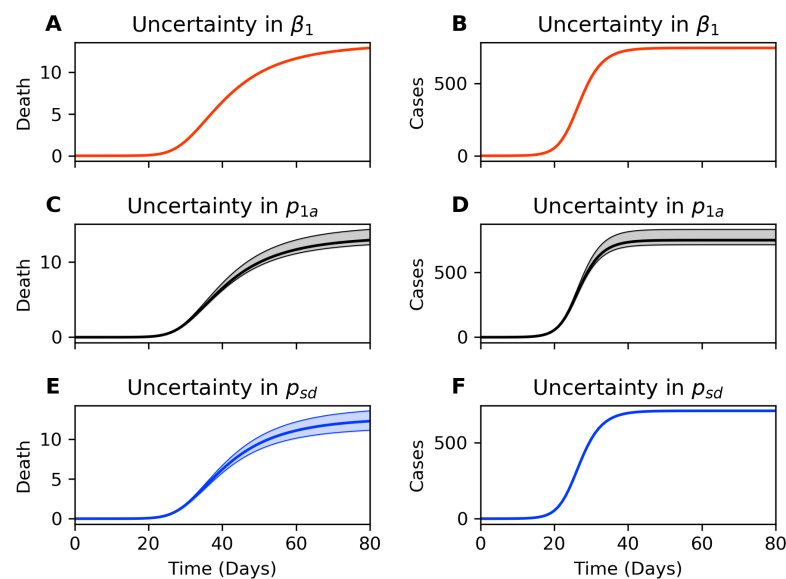 A Uncertainty in β1
Death
10
5
0
B Uncertainty in β1
Cases
500
0
C Uncertainty in p1a
Death
10
0
D Uncertainty in p1a
Cases
500
0
E Uncertainty in psd
Death
10
5
0
0 20 40 60 80
Time (Days)
F Uncertainty in psd
Cases
500
0
0 20 40 60 80
Time (Days)